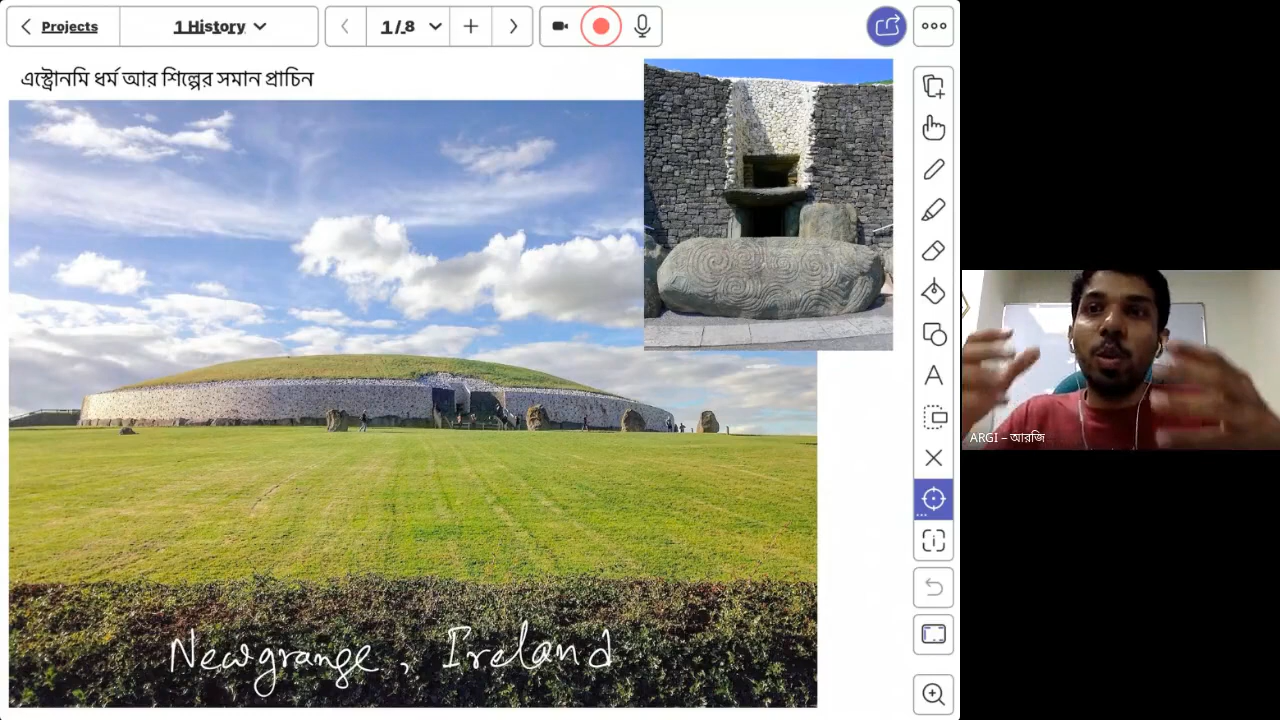 Projects
1 History
1/8
এস্ট্রোনমি ধর্ম আর শিল্পের সমান প্রাচিন
Newgrange, Ireland
ARGI – আরজি